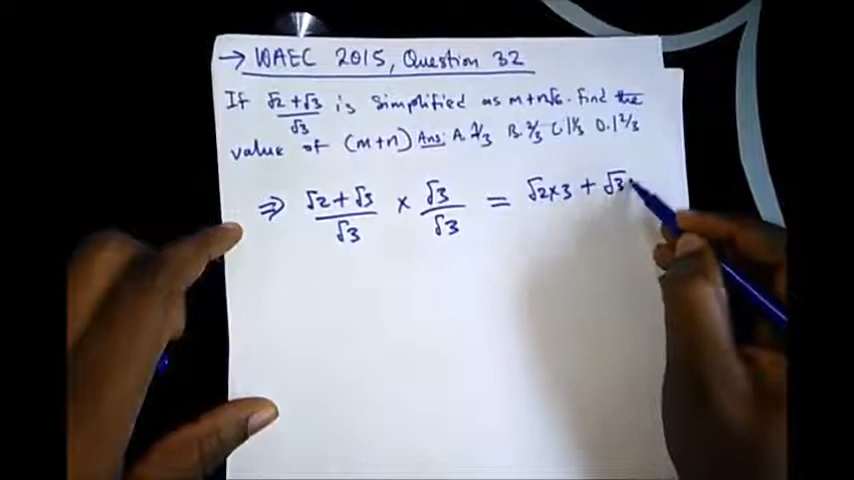 → WAEC 2015, Question 32
If √2+√3/√3 is simplified as m+n√6. find the
value of (m+n) Ans: A. 1/3 B. 2/3 C. 1 1/3 D. 1 2/3
⇒ √2+√3/√3 × √3/√3 = √2×3 + √3